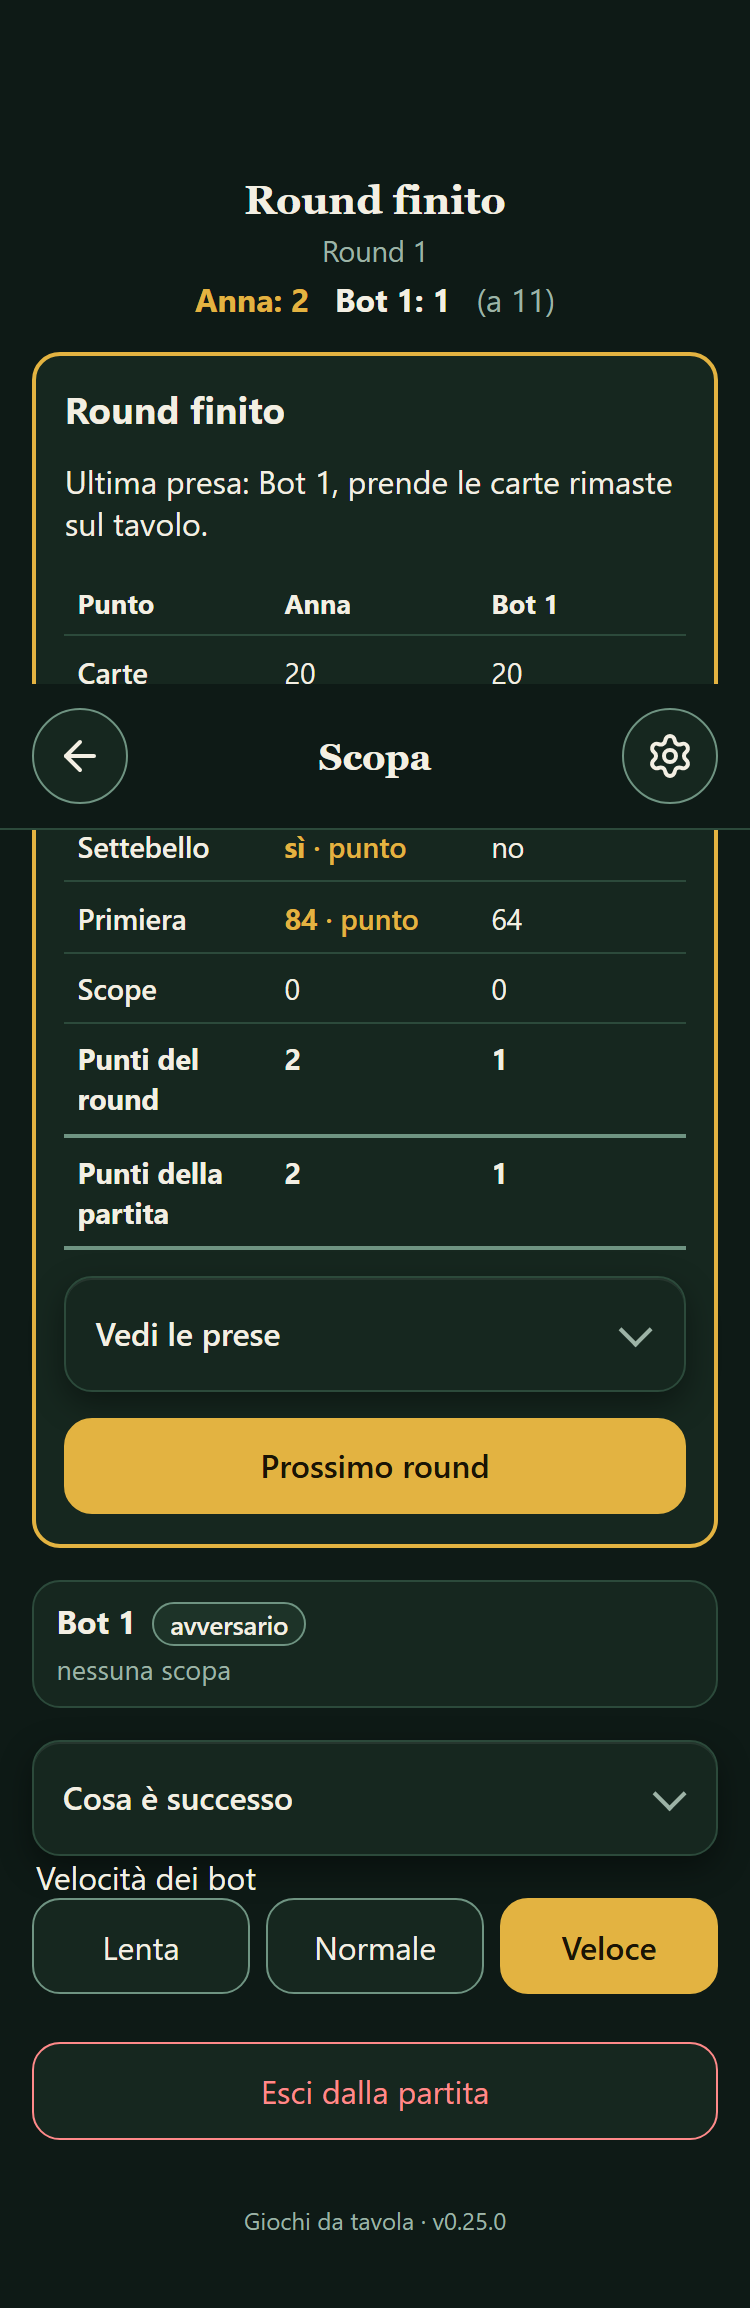 Round finito
Round 1
Anna: 2 Bot 1: 1 (a 11)
Round finito
Ultima presa: Bot 1, prende le carte rimaste
sul tavolo.
Punto Anna Bot 1
Carte 20 20
Scopa
Settebello sì · punto no
Primiera 84 · punto 64
Scope 0 0
Punti del
round 2 1
Punti della
partita 2 1
Vedi le prese
Prossimo round
Bot 1 avversario
nessuna scopa
Cosa è successo
Velocità dei bot
Lenta Normale Veloce
Esci dalla partita
Giochi da tavola · v0.25.0